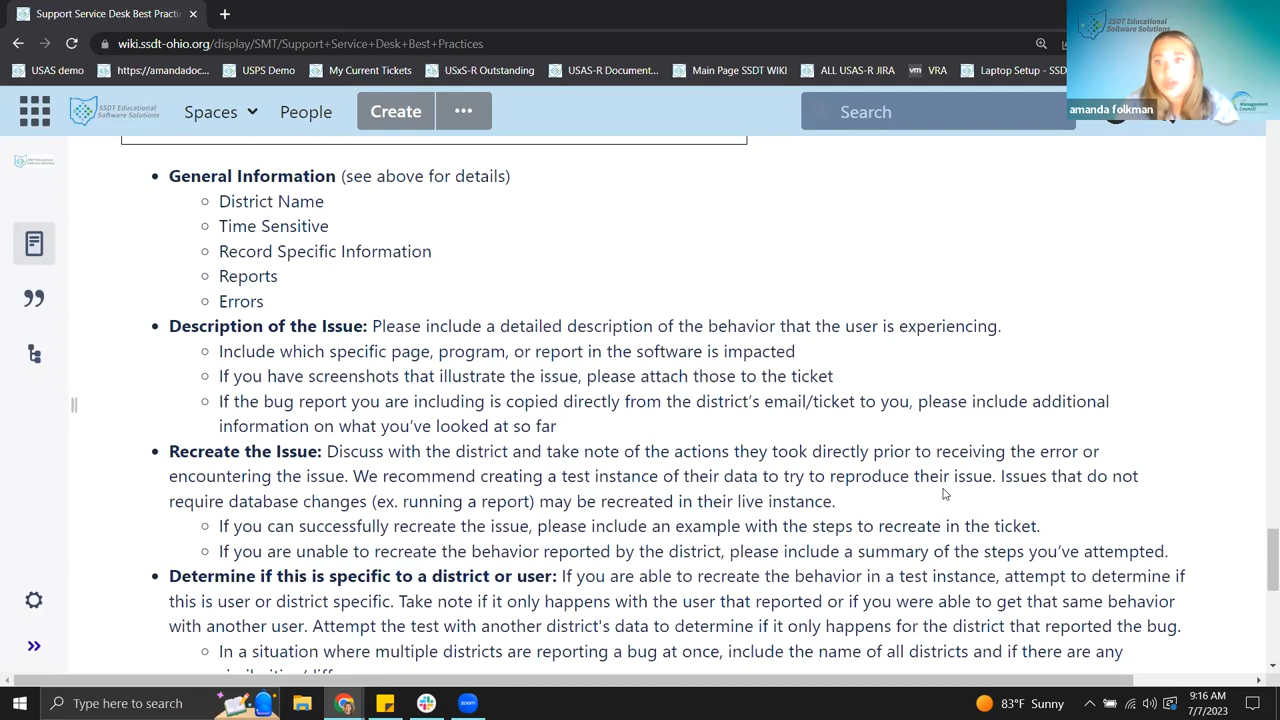 Support Service Desk Best Practices
SSDT Educational
Software Solutions
wiki.ssdt-ohio.org/display/SMT/Support+Service+Desk+Best+Practices
USAS demo
https://amandadoc...
USPS Demo
My Current Tickets
USxS-R Outstanding
USAS-R Document...
Main Page SSDT WIKI
ALL USAS-R JIRA
vm
VRA
Laptop Setup - SSD
amanda folkman
Management
Council
SSDT Educational
Software Solutions
Spaces
People
Create
Search
General Information (see above for details)
District Name
Time Sensitive
Record Specific Information
Reports
Errors
Description of the Issue: Please include a detailed description of the behavior that the user is experiencing.
Include which specific page, program, or report in the software is impacted
If you have screenshots that illustrate the issue, please attach those to the ticket
If the bug report you are including is copied directly from the district's email/ticket to you, please include additional
information on what you've looked at so far
Recreate the Issue: Discuss with the district and take note of the actions they took directly prior to receiving the error or
encountering the issue. We recommend creating a test instance of their data to try to reproduce their issue. Issues that do not
require database changes (ex. running a report) may be recreated in their live instance.
If you can successfully recreate the issue, please include an example with the steps to recreate in the ticket.
If you are unable to recreate the behavior reported by the district, please include a summary of the steps you've attempted.
Determine if this is specific to a district or user: If you are able to recreate the behavior in a test instance, attempt to determine if
this is user or district specific. Take note if it only happens with the user that reported or if you were able to get that same behavior
with another user. Attempt the test with another district's data to determine if it only happens for the district that reported the bug.
In a situation where multiple districts are reporting a bug at once, include the name of all districts and if there are any
Type here to search
zoom
83°F Sunny
9:16 AM
7/7/2023